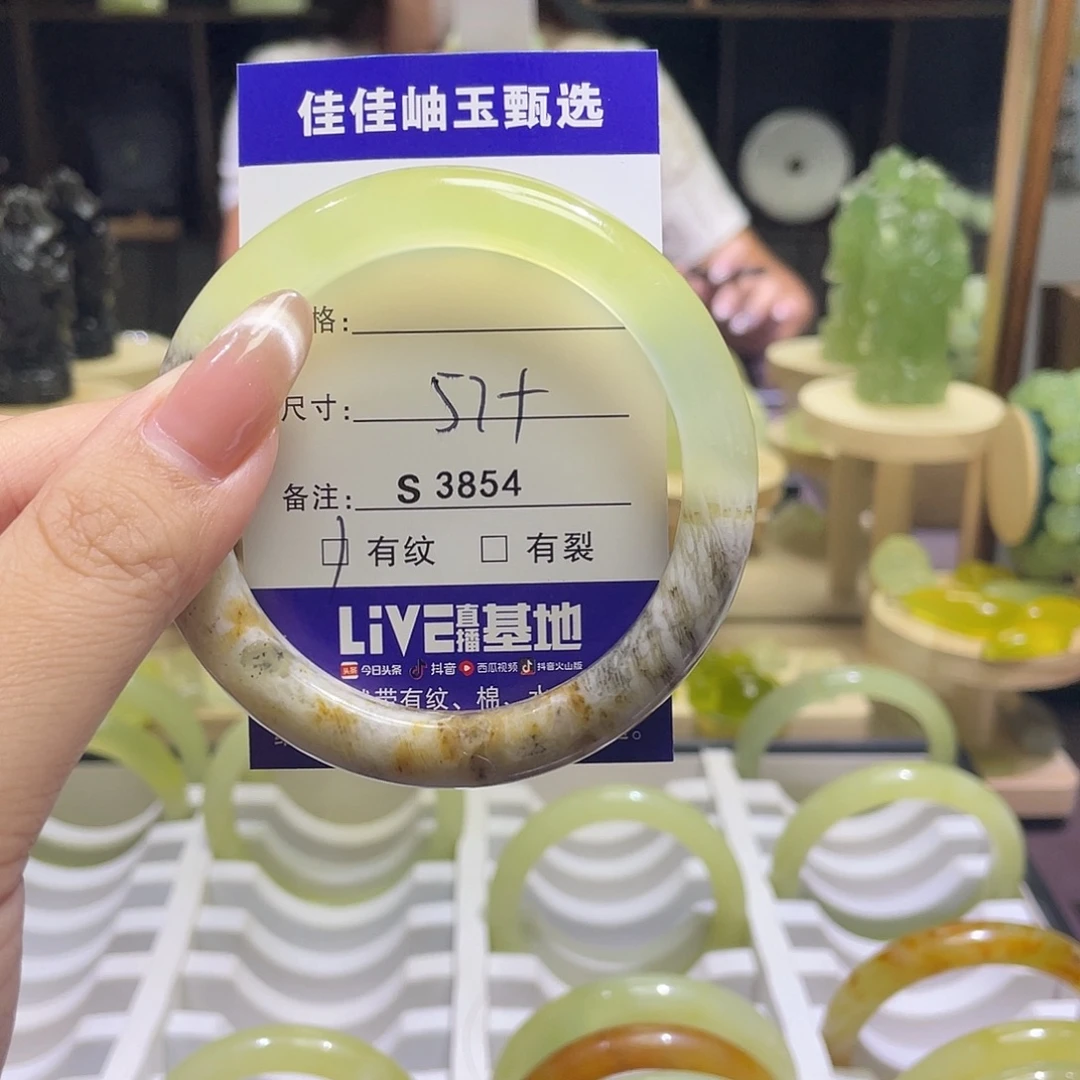 佳佳岫玉甄选
格:
尺寸: 57+
备注: S 3854
□ 有纹 □ 有裂
LiVE直播基地
头条 今日头条 抖音 西瓜视频 抖音火山版
带有纹、棉、水